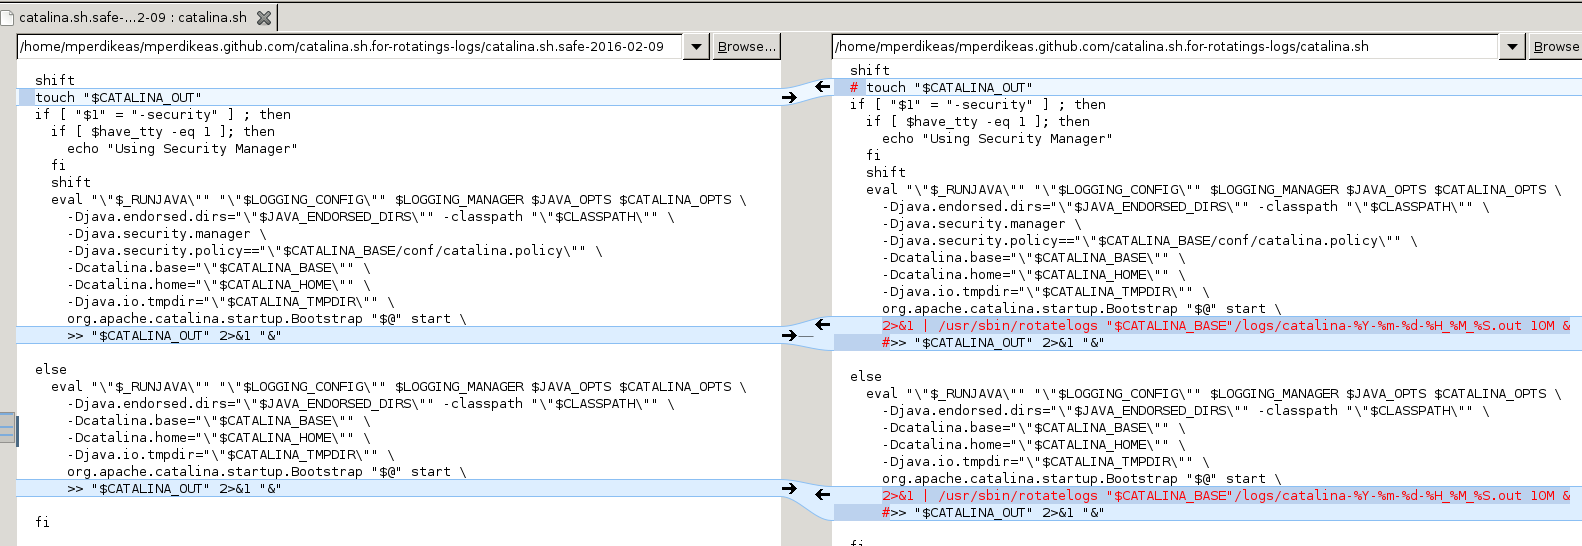 catalina.sh.safe-...2-09 : catalina.sh
/home/mperdikeas/mperdikeas.github.com/catalina.sh.for-rotatings-logs/catalina.sh.safe-2016-02-09
Browse...
shift
touch "$CATALINA_OUT"
if [ "$1" = "-security" ] ; then
if [ $have_tty -eq 1 ]; then
echo "Using Security Manager"
fi
shift
eval "\"$_RUNJAVA\"" "\"$LOGGING_CONFIG\"" $LOGGING_MANAGER $JAVA_OPTS $CATALINA_OPTS \
-Djava.endorsed.dirs="\"$JAVA_ENDORSED_DIRS\"" -classpath "\"$CLASSPATH\"" \
-Djava.security.manager \
-Djava.security.policy=="\"$CATALINA_BASE/conf/catalina.policy\"" \
-Dcatalina.base="\"$CATALINA_BASE\"" \
-Dcatalina.home="\"$CATALINA_HOME\"" \
-Djava.io.tmpdir="\"$CATALINA_TMPDIR\"" \
org.apache.catalina.startup.Bootstrap "$@" start \
>> "$CATALINA_OUT" 2>&1 "&"
else
eval "\"$_RUNJAVA\"" "\"$LOGGING_CONFIG\"" $LOGGING_MANAGER $JAVA_OPTS $CATALINA_OPTS \
-Djava.endorsed.dirs="\"$JAVA_ENDORSED_DIRS\"" -classpath "\"$CLASSPATH\"" \
-Dcatalina.base="\"$CATALINA_BASE\"" \
-Dcatalina.home="\"$CATALINA_HOME\"" \
-Djava.io.tmpdir="\"$CATALINA_TMPDIR\"" \
org.apache.catalina.startup.Bootstrap "$@" start \
>> "$CATALINA_OUT" 2>&1 "&"
fi
/home/mperdikeas/mperdikeas.github.com/catalina.sh.for-rotatings-logs/catalina.sh
Browse
shift
# touch "$CATALINA_OUT"
if [ "$1" = "-security" ] ; then
if [ $have_tty -eq 1 ]; then
echo "Using Security Manager"
fi
shift
eval "\"$_RUNJAVA\"" "\"$LOGGING_CONFIG\"" $LOGGING_MANAGER $JAVA_OPTS $CATALINA_OPTS \
-Djava.endorsed.dirs="\"$JAVA_ENDORSED_DIRS\"" -classpath "\"$CLASSPATH\"" \
-Djava.security.manager \
-Djava.security.policy=="\"$CATALINA_BASE/conf/catalina.policy\"" \
-Dcatalina.base="\"$CATALINA_BASE\"" \
-Dcatalina.home="\"$CATALINA_HOME\"" \
-Djava.io.tmpdir="\"$CATALINA_TMPDIR\"" \
org.apache.catalina.startup.Bootstrap "$@" start \
2>&1 | /usr/sbin/rotatelogs "$CATALINA_BASE"/logs/catalina-%Y-%m-%d-%H_%M_%S.out 10M &
#>> "$CATALINA_OUT" 2>&1 "&"
else
eval "\"$_RUNJAVA\"" "\"$LOGGING_CONFIG\"" $LOGGING_MANAGER $JAVA_OPTS $CATALINA_OPTS \
-Djava.endorsed.dirs="\"$JAVA_ENDORSED_DIRS\"" -classpath "\"$CLASSPATH\"" \
-Dcatalina.base="\"$CATALINA_BASE\"" \
-Dcatalina.home="\"$CATALINA_HOME\"" \
-Djava.io.tmpdir="\"$CATALINA_TMPDIR\"" \
org.apache.catalina.startup.Bootstrap "$@" start \
2>&1 | /usr/sbin/rotatelogs "$CATALINA_BASE"/logs/catalina-%Y-%m-%d-%H_%M_%S.out 10M &
#>> "$CATALINA_OUT" 2>&1 "&"
fi